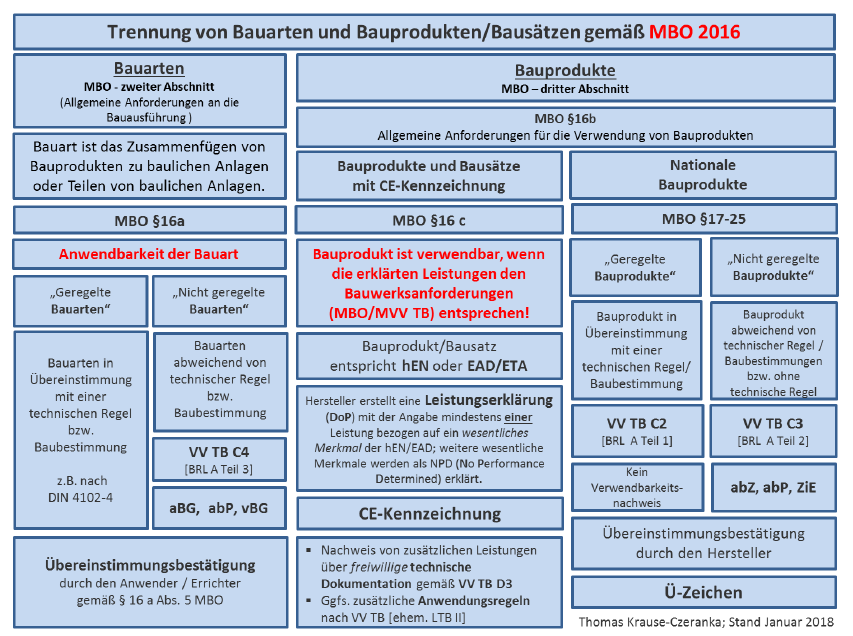 Trennung von Bauarten und Bauprodukten/Bausätzen gemäß MBO 2016
Bauarten
MBO - zweiter Abschnitt
(Allgemeine Anforderungen an die
Bauausführung )
Bauart ist das Zusammenfügen von
Bauprodukten zu baulichen Anlagen
oder Teilen von baulichen Anlagen.
MBO §16a
Anwendbarkeit der Bauart
„Geregelte
Bauarten“
Bauarten in
Übereinstimmung
mit einer
technischen Regel
bzw.
Baubestimmung
z.B. nach
DIN 4102-4
„Nicht geregelte
Bauarten“
Bauarten
abweichend von
technischer Regel
bzw.
Baubestimmung
VV TB C4
[BRL A Teil 3]
aBG, abP, vBG
Übereinstimmungsbestätigung
durch den Anwender / Errichter
gemäß § 16 a Abs. 5 MBO
Bauprodukte
MBO – dritter Abschnitt
MBO §16b
Allgemeine Anforderungen für die Verwendung von Bauprodukten
Bauprodukte und Bausätze
mit CE-Kennzeichnung
MBO §16 c
Bauprodukt ist verwendbar, wenn
die erklärten Leistungen den
Bauwerksanforderungen
(MBO/MVV TB) entsprechen!
Bauprodukt/Bausatz
entspricht hEN oder EAD/ETA
Hersteller erstellt eine Leistungserklärung
(DoP) mit der Angabe mindestens einer
Leistung bezogen auf ein wesentliches
Merkmal der hEN/EAD; weitere wesentliche
Merkmale werden als NPD (No Performance
Determined) erklärt.
CE-Kennzeichnung
▪ Nachweis von zusätzlichen Leistungen
über freiwillige technische
Dokumentation gemäß VV TB D3
▪ Ggfs. zusätzliche Anwendungsregeln
nach VV TB [ehem. LTB II]
Nationale
Bauprodukte
MBO §17-25
„Geregelte
Bauprodukte“
Bauprodukt in
Übereinstimmung
mit einer
technischen Regel/
Baubestimmung
VV TB C2
[BRL A Teil 1]
Kein
Verwendbarkeits-
nachweis
„Nicht geregelte
Bauprodukte“
Bauprodukt
abweichend von
technischer Regel /
Baubestimmungen
bzw. ohne
technische Regel
VV TB C3
[BRL A Teil 2]
abZ, abP, ZiE
Übereinstimmungsbestätigung
durch den Hersteller
Ü-Zeichen
Thomas Krause-Czeranka; Stand Januar 2018